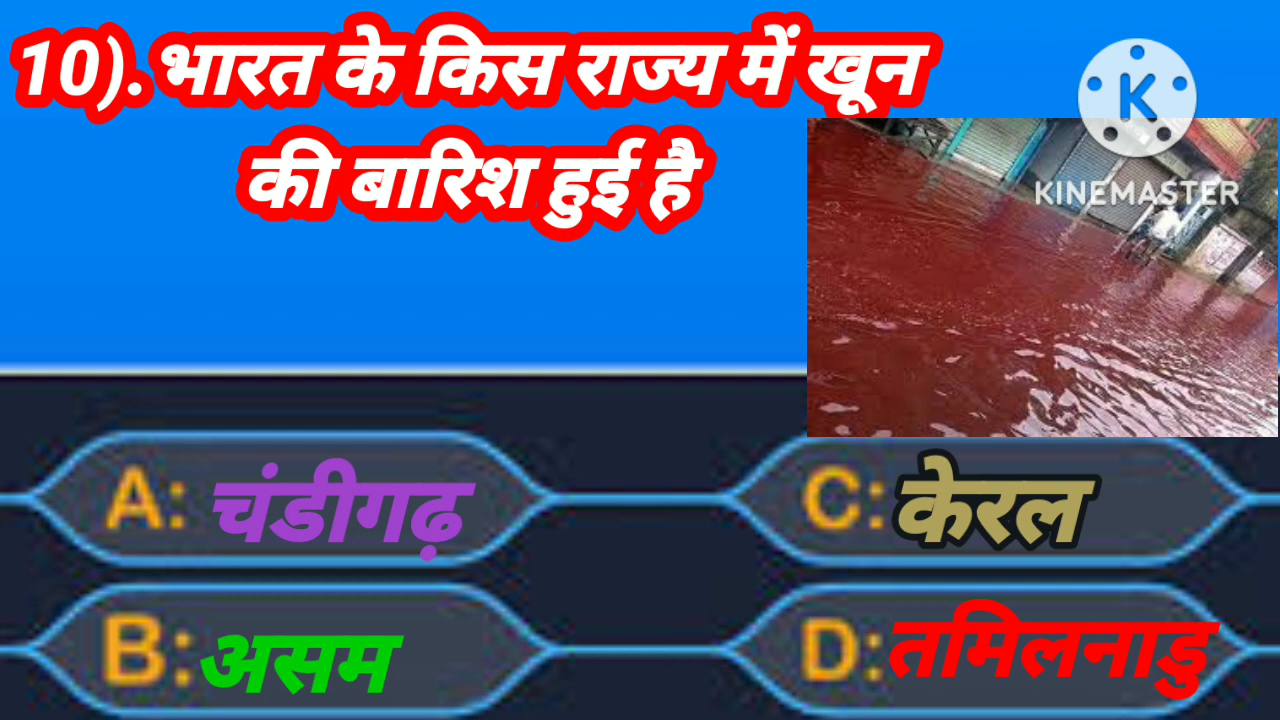 10).भारत के किस राज्य में खून
की बारिश हुई है
K
KINEMASTER
A: चंडीगढ़
C: केरल
B: असम
D: तमिलनाडु